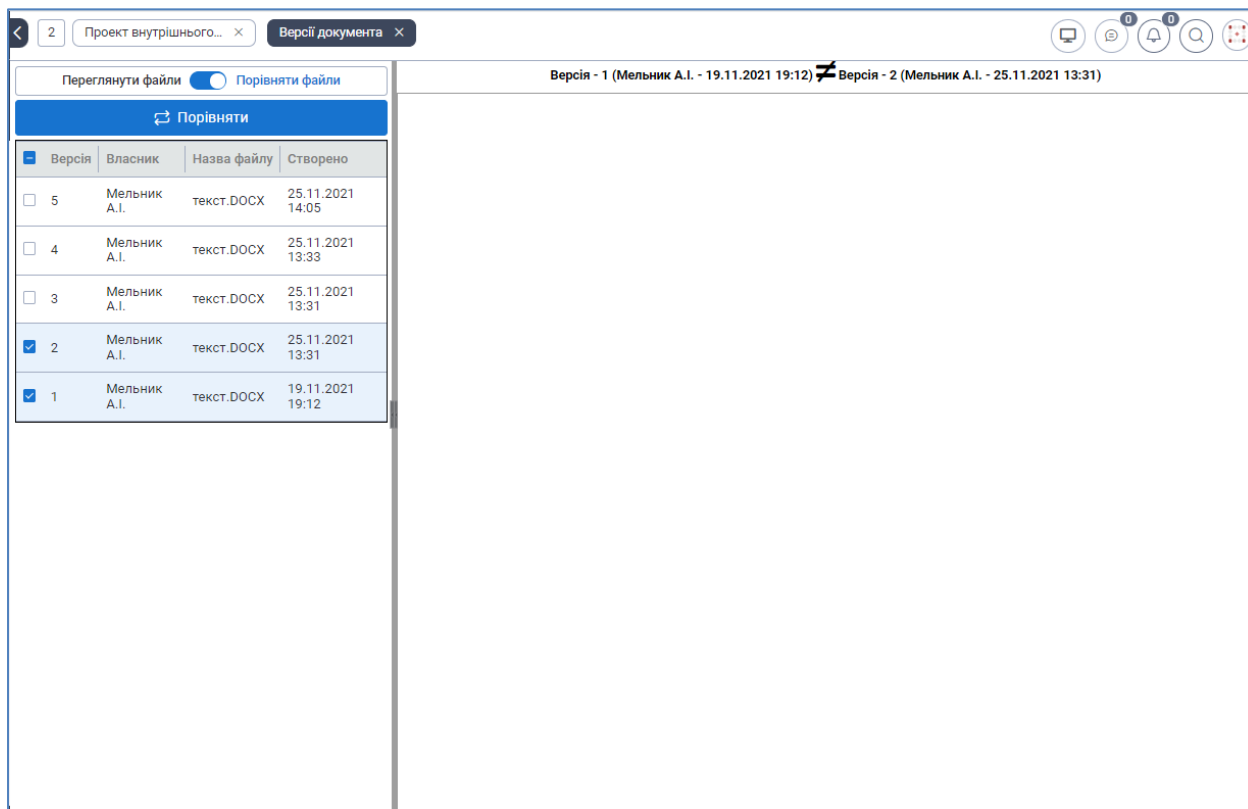 2 Проект внутрішнього... Версії документа 0 0
Переглянути файли Порівняти файли
Порівняти
Версія Власник Назва файлу Створено
5 Мельник А.І. текст.DOCX 25.11.2021 14:05
4 Мельник А.І. текст.DOCX 25.11.2021 13:33
3 Мельник А.І. текст.DOCX 25.11.2021 13:31
2 Мельник А.І. текст.DOCX 25.11.2021 13:31
1 Мельник А.І. текст.DOCX 19.11.2021 19:12
Версія - 1 (Мельник А.І. - 19.11.2021 19:12) ≠ Версія - 2 (Мельник А.І. - 25.11.2021 13:31)